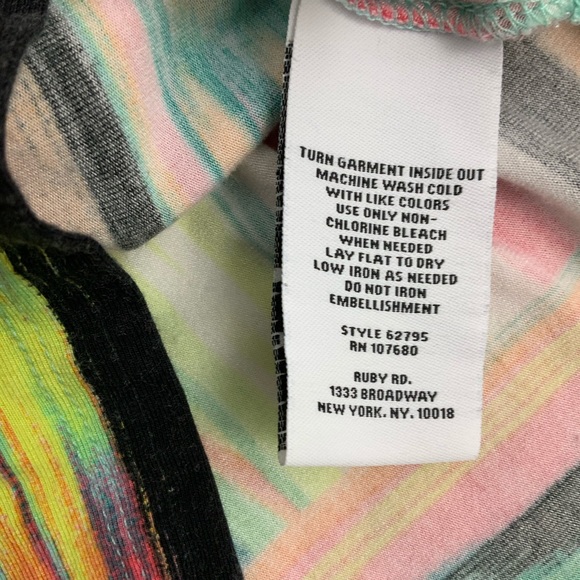 TURN GARMENT INSIDE OUT
MACHINE WASH COLD
WITH LIKE COLORS
USE ONLY NON-
CHLORINE BLEACH
WHEN NEEDED
LAY FLAT TO DRY
LOW IRON AS NEEDED
DO NOT IRON
EMBELLISHMENT
STYLE 62795
RN 107680
RUBY RD.
1333 BROADWAY
NEW YORK. NY. 10018